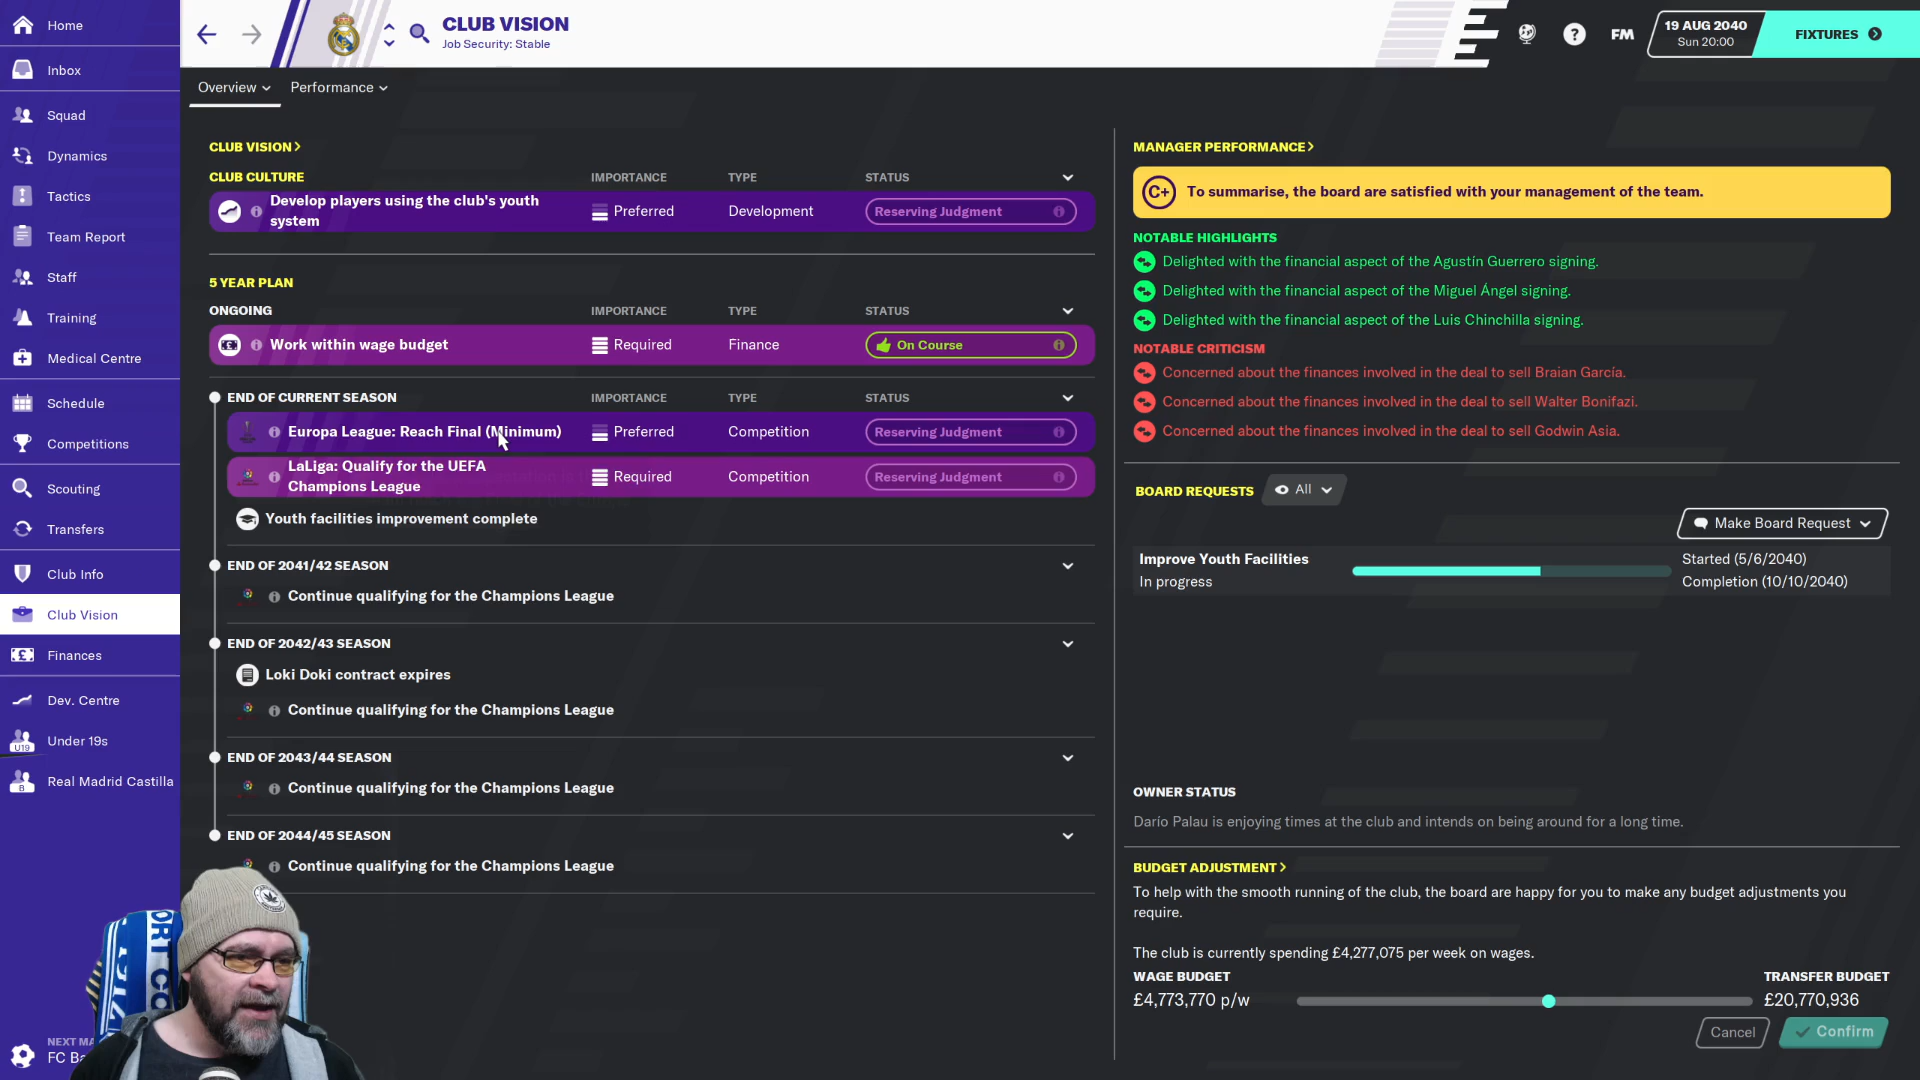 Home
Inbox
Squad
Dynamics
Tactics
Team Report
Staff
Training
Medical Centre
Schedule
Competitions
Scouting
Transfers
Club Info
Club Vision
Finances
Dev. Centre
U19 Under 19s
B Real Madrid Castilla
NEXT MA
FC Ba
CLUB VISION
Job Security: Stable
FM
19 AUG 2040
Sun 20:00
FIXTURES
Overview
Performance
CLUB VISION
CLUB CULTURE IMPORTANCE TYPE STATUS
Develop players using the club's youth
system
Preferred Development Reserving Judgment
5 YEAR PLAN
ONGOING IMPORTANCE TYPE STATUS
Work within wage budget Required Finance On Course
END OF CURRENT SEASON IMPORTANCE TYPE STATUS
Europa League: Reach Final (Minimum) Preferred Competition Reserving Judgment
LaLiga: Qualify for the UEFA
Champions League
Required Competition Reserving Judgment
Youth facilities improvement complete
END OF 2041/42 SEASON
Continue qualifying for the Champions League
END OF 2042/43 SEASON
Loki Doki contract expires
Continue qualifying for the Champions League
END OF 2043/44 SEASON
Continue qualifying for the Champions League
END OF 2044/45 SEASON
Continue qualifying for the Champions League
MANAGER PERFORMANCE
C+ To summarise, the board are satisfied with your management of the team.
NOTABLE HIGHLIGHTS
Delighted with the financial aspect of the Agustín Guerrero signing.
Delighted with the financial aspect of the Miguel Ángel signing.
Delighted with the financial aspect of the Luis Chinchilla signing.
NOTABLE CRITICISM
Concerned about the finances involved in the deal to sell Braian García.
Concerned about the finances involved in the deal to sell Walter Bonifazi.
Concerned about the finances involved in the deal to sell Godwin Asia.
BOARD REQUESTS All
Make Board Request
Improve Youth Facilities
In progress
Started (5/6/2040)
Completion (10/10/2040)
OWNER STATUS
Darío Palau is enjoying times at the club and intends on being around for a long time.
BUDGET ADJUSTMENT
To help with the smooth running of the club, the board are happy for you to make any budget adjustments you
require.
The club is currently spending £4,277,075 per week on wages.
WAGE BUDGET TRANSFER BUDGET
£4,773,770 p/w £20,770,936
Cancel Confirm